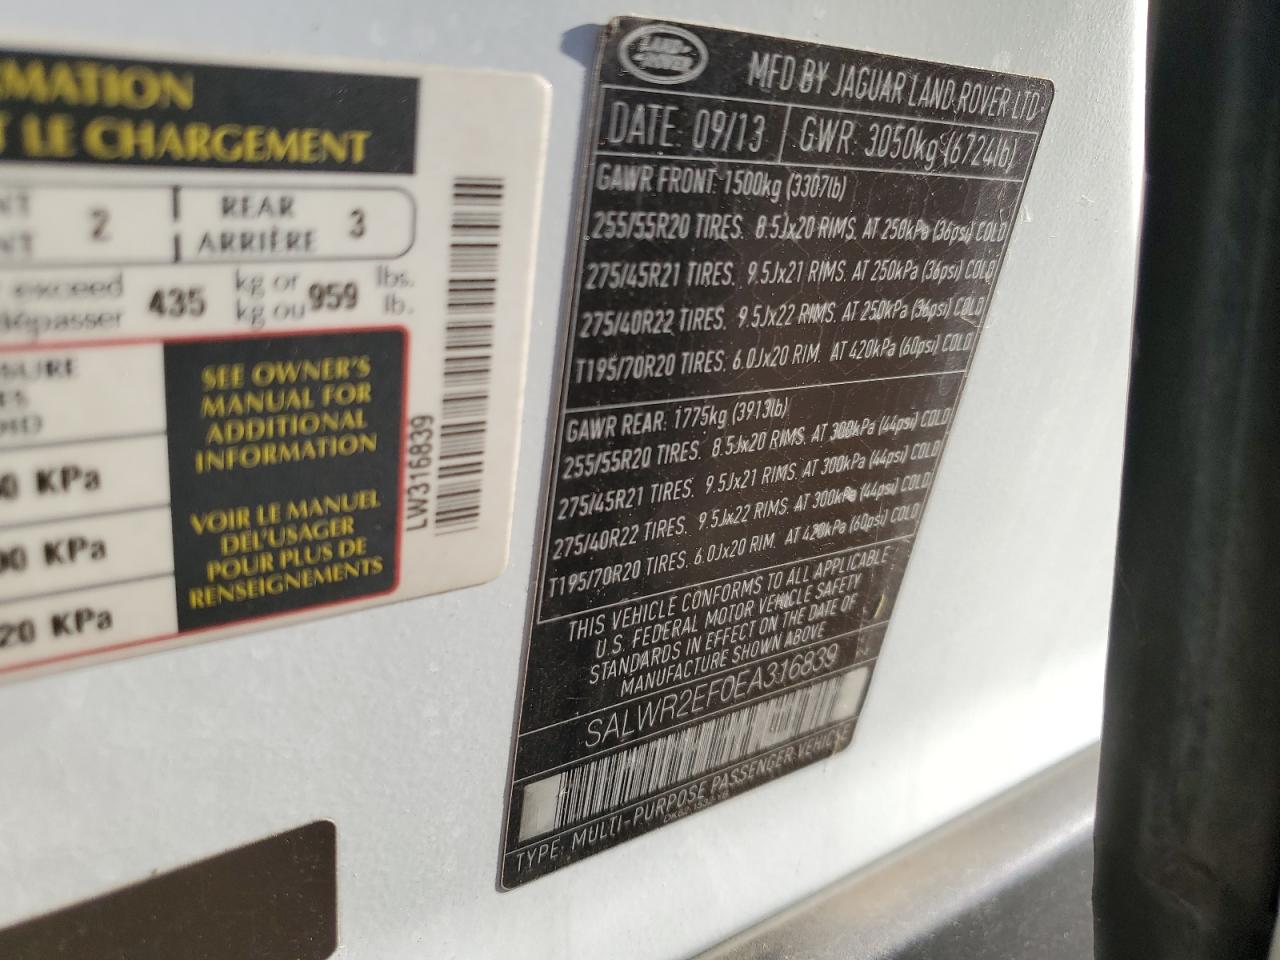 MATION
LE CHARGEMENT
2 REAR 3
ARRIÈRE
exceed 435 kg or 959 lbs.
dépasser kg ou lb.
SEE OWNER'S
MANUAL FOR
ADDITIONAL
INFORMATION
VOIR LE MANUEL
DEL'USAGER
POUR PLUS DE
RENSEIGNEMENTS
KPa
KPa
20 KPa
LW316839
LAND ROVER
MFD BY JAGUAR LAND-ROVER LTD
DATE: 09/13 GWR: 3050kg (6724lb)
GAWR FRONT: 1500kg (3307lb)
255/55R20 TIRES. 8.5Jx20 RIMS. AT 250kPa (36psi) COLD
275/45R21 TIRES. 9.5Jx21 RIMS. AT 250kPa (36psi) COLD
275/40R22 TIRES. 9.5Jx22 RIMS. AT 250kPa (36psi) COLD
T195/70R20 TIRES: 6.0Jx20 RIM. AT 420kPa (60psi) COLD
GAWR REAR: 1775kg (3913lb)
255/55R20 TIRES. 8.5Jx20 RIMS. AT 300kPa (44psi) COLD
275/45R21 TIRES. 9.5Jx21 RIMS. AT 300kPa (44psi) COLD
275/40R22 TIRES. 9.5Jx22 RIMS. AT 300kPa (44psi) COLD
T195/70R20 TIRES. 6.0Jx20 RIM. AT 420kPa (60psi) COLD
THIS VEHICLE CONFORMS TO ALL APPLICABLE
U.S. FEDERAL MOTOR VEHICLE SAFETY
STANDARDS IN EFFECT ON THE DATE OF
MANUFACTURE SHOWN ABOVE
SALWR2EF0EA316839
TYPE: MULTI-PURPOSE PASSENGER-VEHICLE